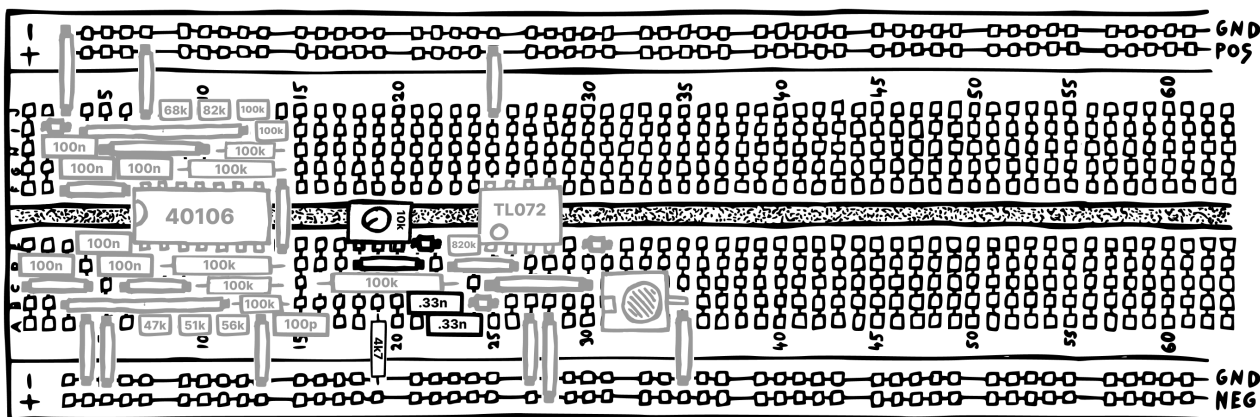 - GND
+ POS
5 10 15 20 25 30 35 40 45 50 55 60
J 68k 82k 100k
I 100k
H 100n 100k
G 100n 100n 100k
F
40106 10k TL072
E 100n 820k
D 100n 100n 100k
C 100k 100k
B 100k .33n
A 47k 51k 56k 100p .33n
5 10 15 4k7 20 25 30 35 40 45 50 55 60
- GND
+ NEG